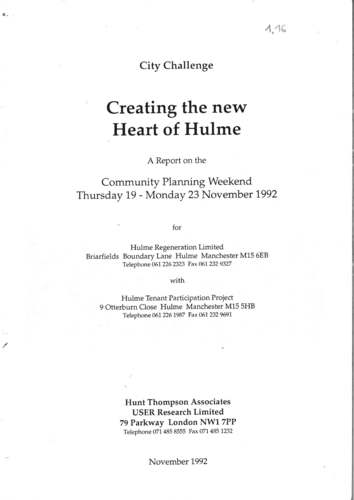 1,16
City Challenge
Creating the new
Heart of Hulme
A Report on the
Community Planning Weekend
Thursday 19 - Monday 23 November 1992
for
Hulme Regeneration Limited
Briarfields Boundary Lane Hulme Manchester M15 6EB
Telephone 061 226 2323 Fax 061 232 9327
with
Hulme Tenant Participation Project
9 Otterburn Close Hulme Manchester M15 5HB
Telephone 061 226 1987 Fax 061 232 9691
Hunt Thompson Associates
USER Research Limited
79 Parkway London NW1 7PP
Telephone 071 485 8555 Fax 071 485 1232
November 1992